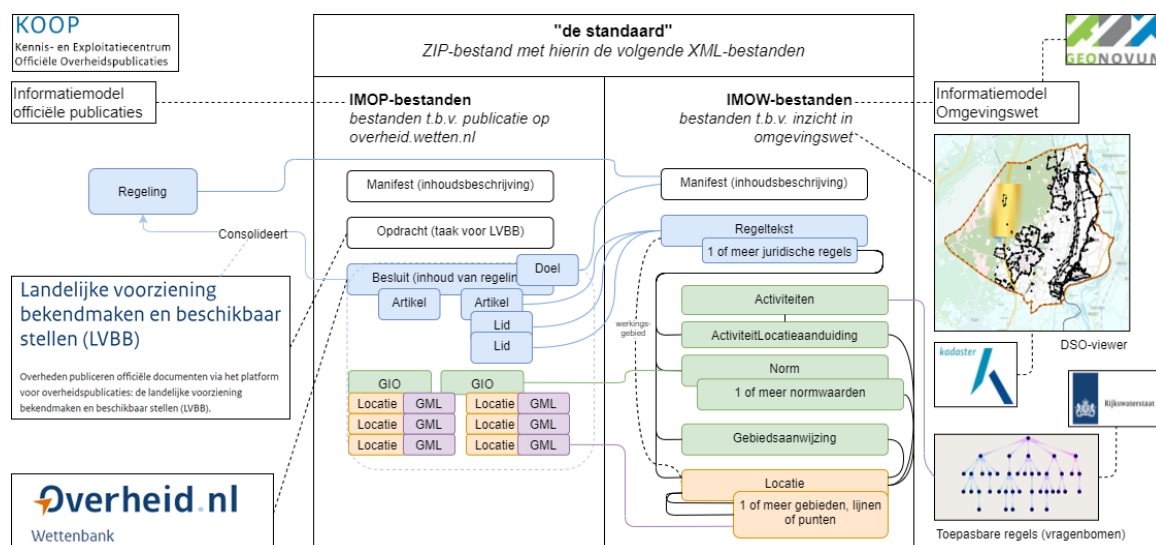 KOOP
Kennis- en Exploitatiecentrum
Officiële Overheidspublicaties
"de standaard"
ZIP-bestand met hierin de volgende XML-bestanden
GEONOVUM
Informatiemodel
officiële publicaties
IMOP-bestanden
bestanden t.b.v. publicatie op
overheid.wetten.nl
IMOW-bestanden
bestanden t.b.v. inzicht in
omgevingswet
Informatiemodel
Omgevingswet
Regeling
Manifest (inhoudsbeschrijving)
Manifest (inhoudsbeschrijving)
Consolideert
Opdracht (taak voor LVBB)
Regeltekst
1 of meer juridische regels
Besluit (inhoud van regelin
Doel
Artikel
Artikel
Lid
Lid
Landelijke voorziening
bekendmaken en beschikbaar
stellen (LVBB)
Overheden publiceren officiële documenten via het platform
voor overheidspublicaties: de landelijke voorziening
bekendmaken en beschikbaar stellen (LVBB).
werkings-
gebied
Activiteiten
ActiviteitLocatieaanduiding
Norm
1 of meer normwaarden
Gebiedsaanwijzing
Locatie
1 of meer gebieden, lijnen
of punten
GIO
GIO
Locatie GML Locatie GML
Locatie GML Locatie GML
Locatie GML Locatie GML
DSO-viewer
kadaster
Rijkswaterstaat
Toepasbare regels (vragenbomen)
Overheid.nl
Wettenbank